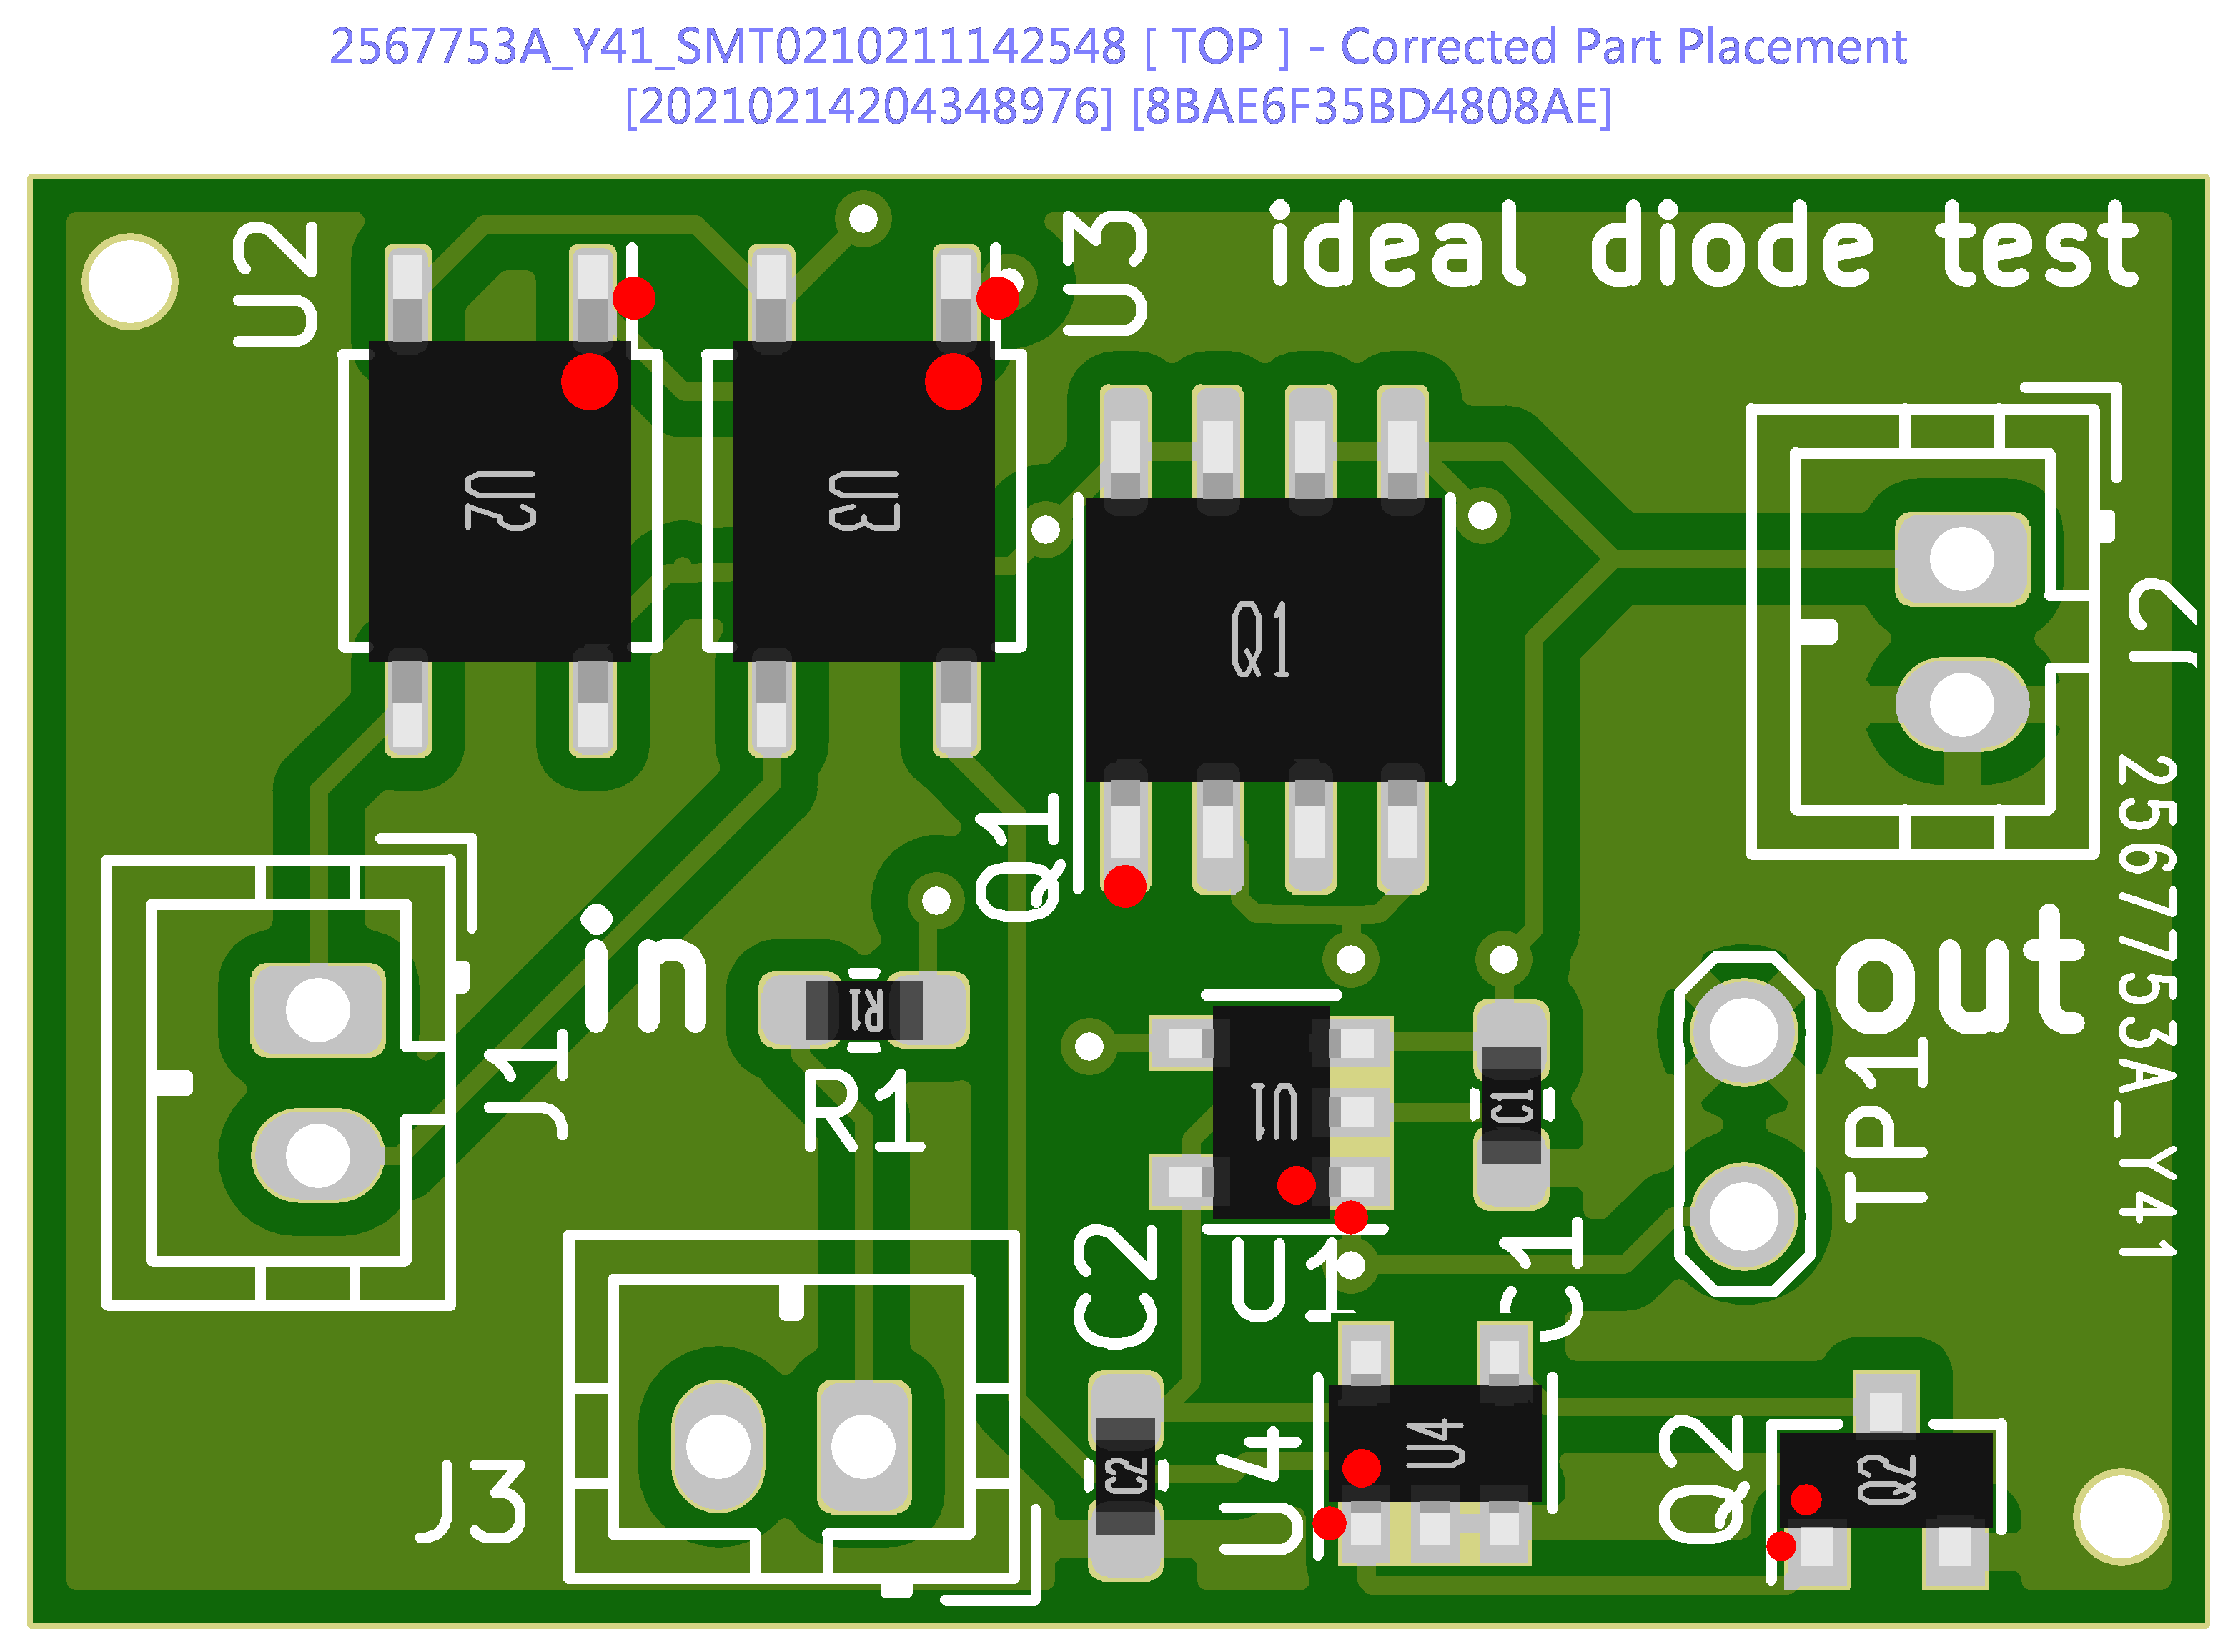 2567753A_Y41_SMT0210211142548 [ TOP ] - Corrected Part Placement
[20210214204348976] [8BAE6F35BD4808AE]
ideal diode test
U2
U3
U2
U3
Q1
Q1
2567753A_Y41
in
out
J1
R1
R1
U1
C1
TP1
C2
U1
C1
J3
C2
U4
U4
Q2
Q2